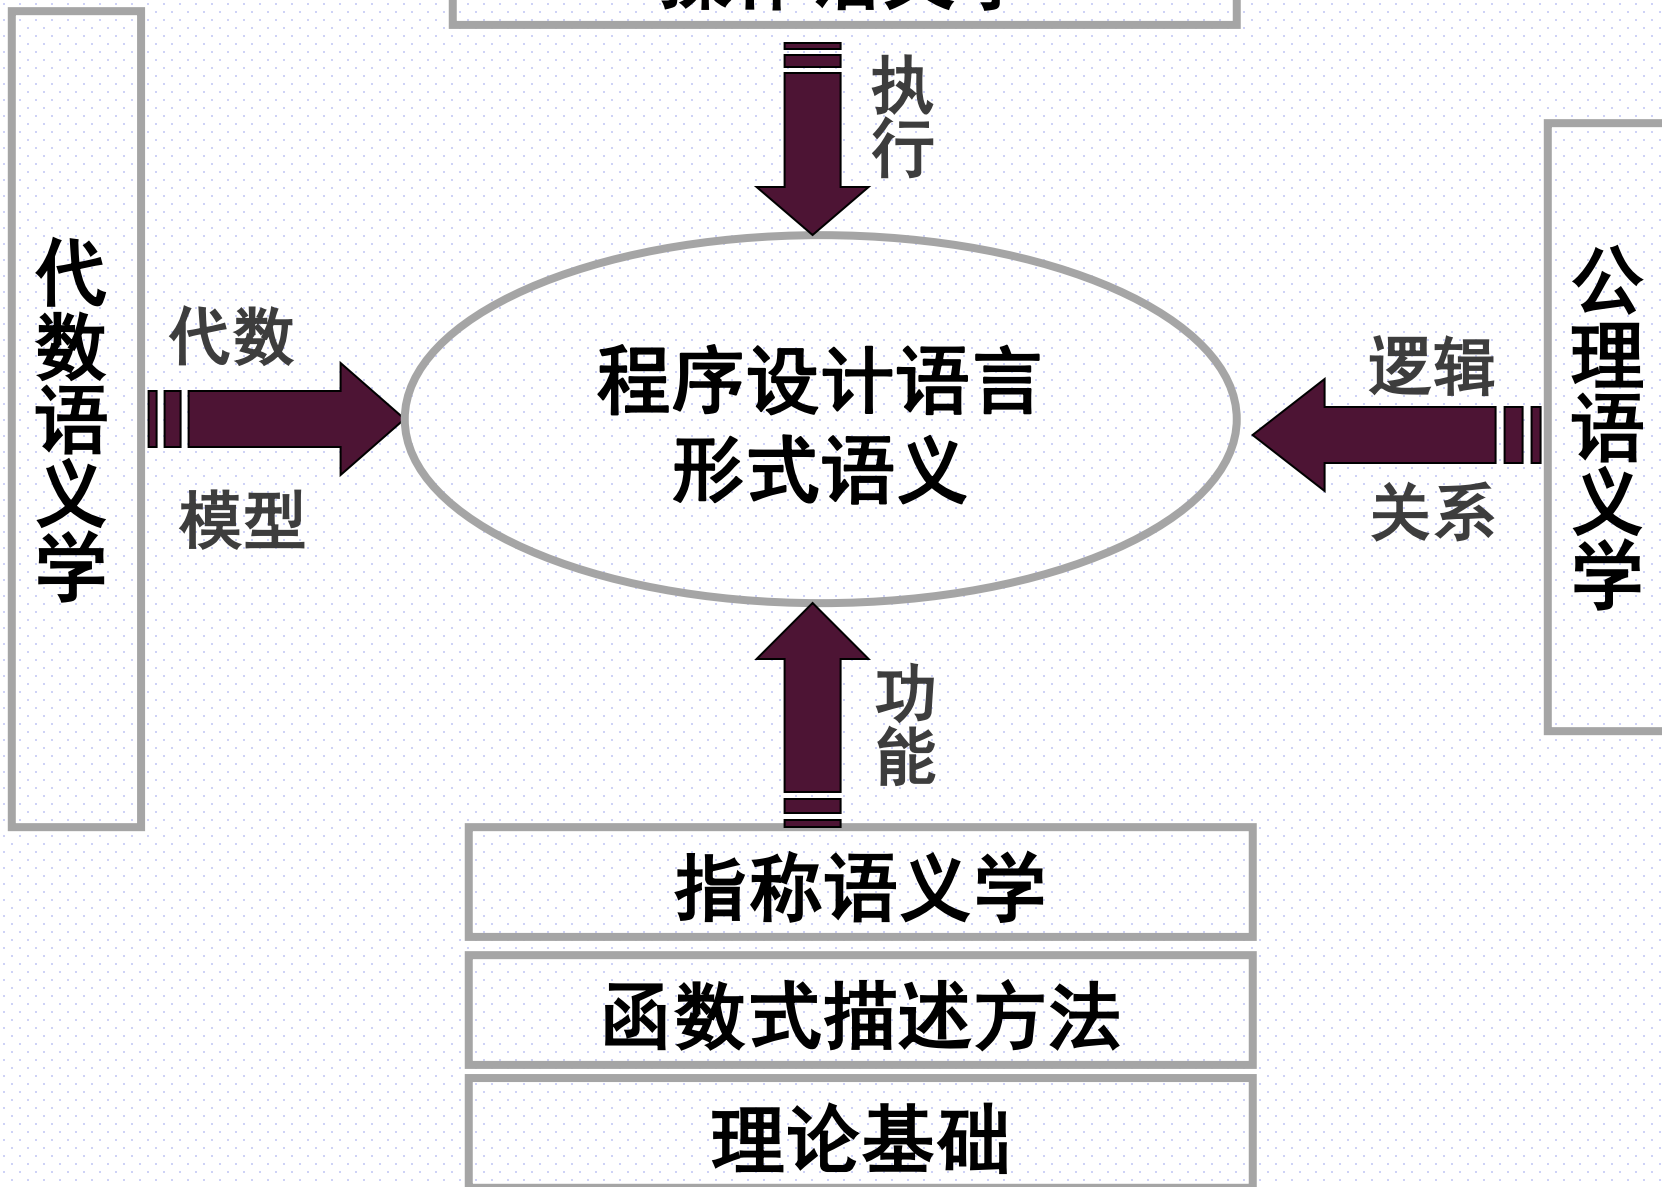 执行
代数语义学
代数
模型
程序设计语言
形式语义
逻辑
关系
公理语义学
功能
指称语义学
函数式描述方法
理论基础